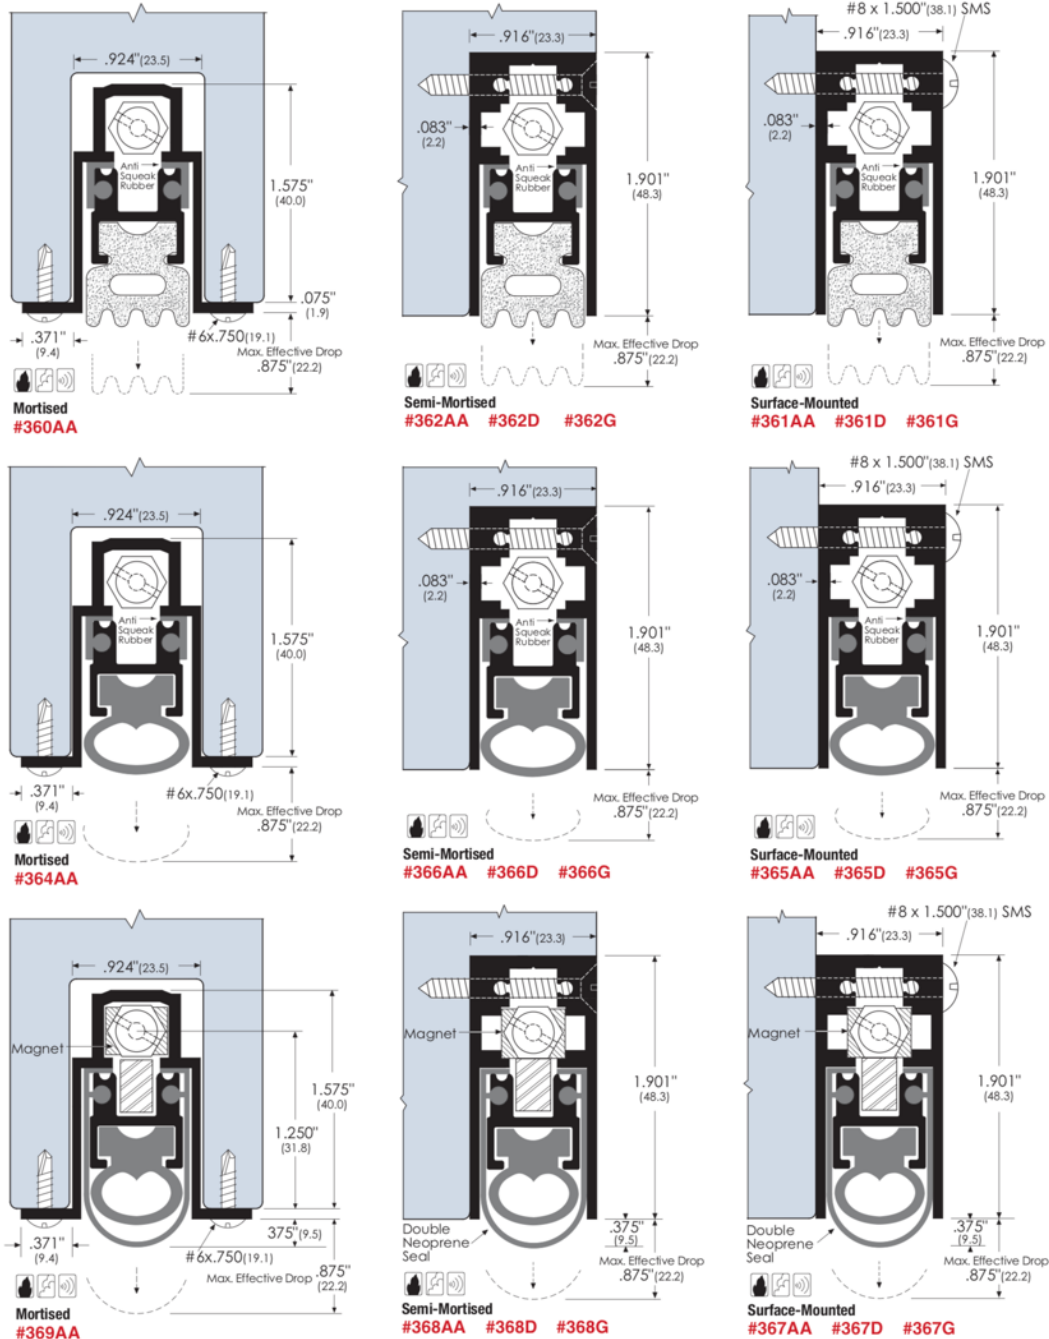 .924"(23.5)
Anti
Squeak
Rubber
1.575"
(40.0)
.075"
(1.9)
.371"
(9.4)
#6x.750(19.1)
Max. Effective Drop
.875"(22.2)
Mortised
#360AA
.916"(23.3)
.083"
(2.2)
Anti
Squeak
Rubber
1.901"
(48.3)
Max. Effective Drop
.875"(22.2)
Semi-Mortised
#362AA #362D #362G
#8 x 1.500"(38.1) SMS
.916"(23.3)
.083"
(2.2)
Anti
Squeak
Rubber
1.901"
(48.3)
Max. Effective Drop
.875"(22.2)
Surface-Mounted
#361AA #361D #361G
.924"(23.5)
Anti
Squeak
Rubber
1.575"
(40.0)
.371"
(9.4)
#6x.750(19.1)
Max. Effective Drop
.875"(22.2)
Mortised
#364AA
.916"(23.3)
.083"
(2.2)
Anti
Squeak
Rubber
1.901"
(48.3)
Max. Effective Drop
.875"(22.2)
Semi-Mortised
#366AA #366D #366G
#8 x 1.500"(38.1) SMS
.916"(23.3)
.083"
(2.2)
Anti
Squeak
Rubber
1.901"
(48.3)
Max. Effective Drop
.875"(22.2)
Surface-Mounted
#365AA #365D #365G
.924"(23.5)
Magnet
1.575"
(40.0)
1.250"
(31.8)
.371"
(9.4)
375"(9.5)
#6x.750(19.1)
Max. Effective Drop .875"
(22.2)
Mortised
#369AA
.916"(23.3)
Magnet
1.901"
(48.3)
Double
Neoprene
Seal
.375"
(9.5)
Max. Effective Drop
.875"(22.2)
Semi-Mortised
#368AA #368D #368G
#8 x 1.500"(38.1) SMS
.916"(23.3)
Magnet
1.901"
(48.3)
Double
Neoprene
Seal
.375"
(9.5)
Max. Effective Drop
.875"(22.2)
Surface-Mounted
#367AA #367D #367G